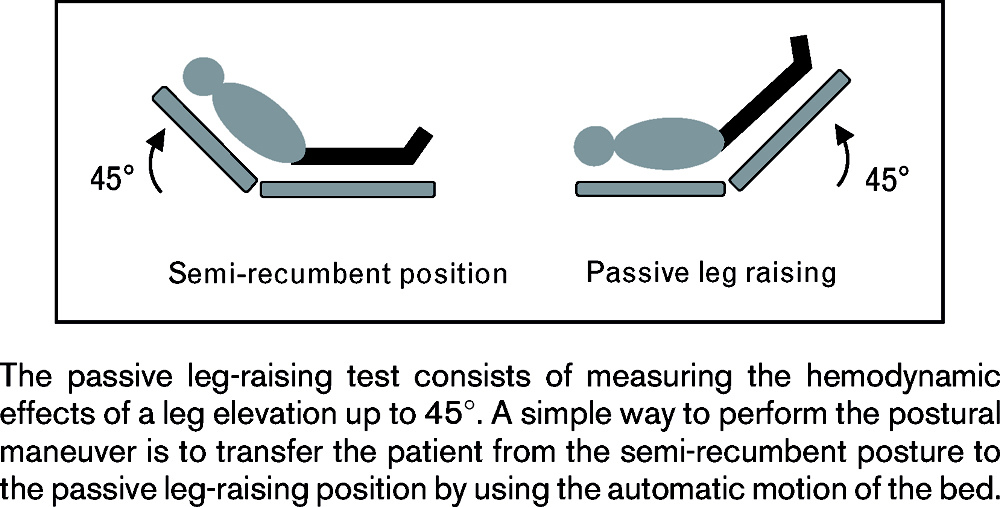 45° 45°
Semi-recumbent position Passive leg raising
The passive leg-raising test consists of measuring the hemodynamic
effects of a leg elevation up to 45°. A simple way to perform the postural
maneuver is to transfer the patient from the semi-recumbent posture to
the passive leg-raising position by using the automatic motion of the bed.